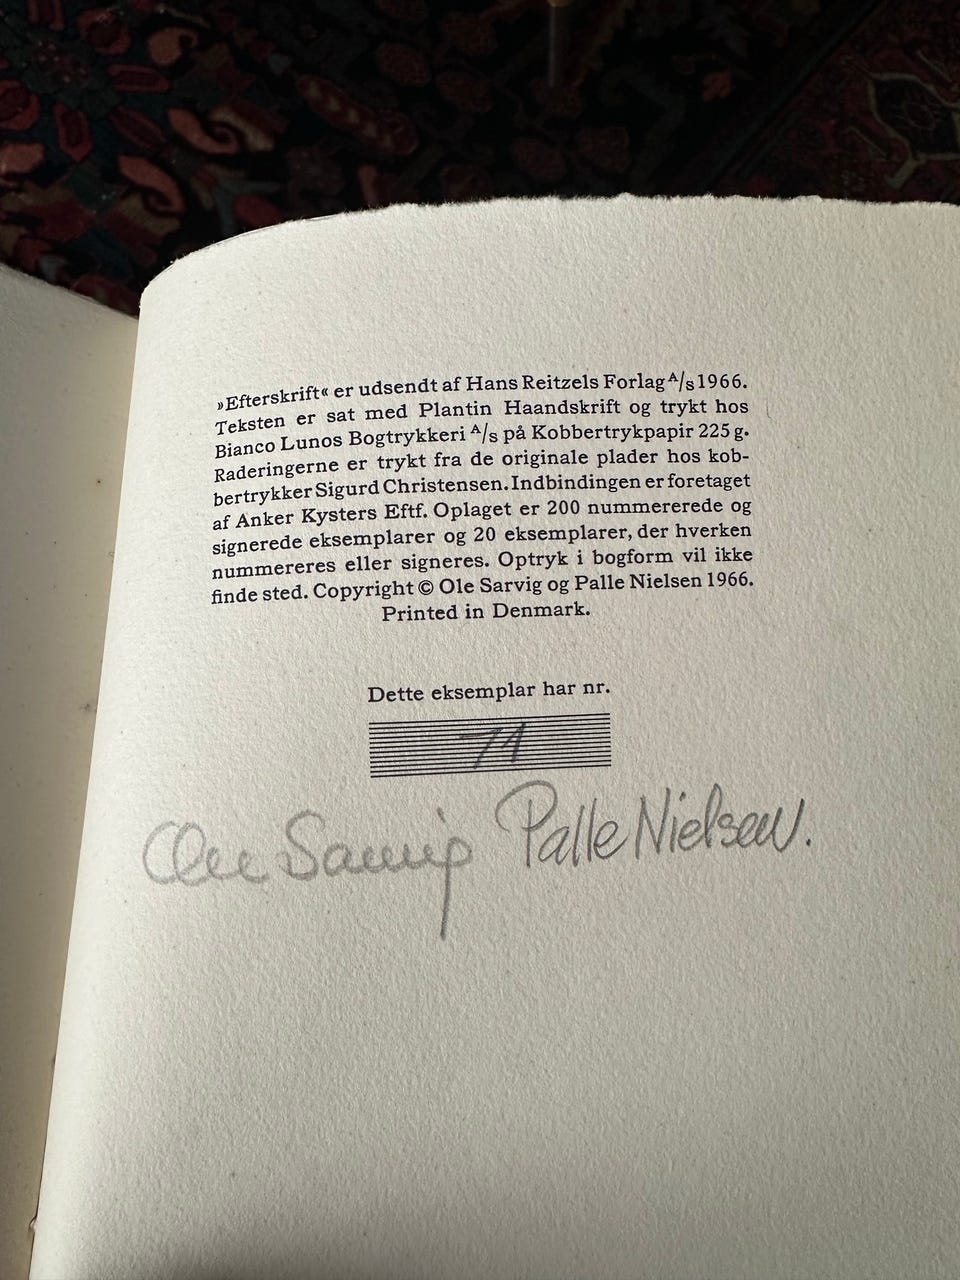 »Efterskrift« er udsendt af Hans Reitzels Forlag A/s 1966.
Teksten er sat med Plantin Haandskrift og trykt hos
Bianco Lunos Bogtrykkeri A/s på Kobbertrykpapir 225 g.
Raderingerne er trykt fra de originale plader hos kob-
bertrykker Sigurd Christensen. Indbindingen er foretaget
af Anker Kysters Eftf. Oplaget er 200 nummererede og
signerede eksemplarer og 20 eksemplarer, der hverken
nummereres eller signeres. Optryk i bogform vil ikke
finde sted. Copyright © Ole Sarvig og Palle Nielsen 1966.
Printed in Denmark.
Dette eksemplar har nr.
71
Ole Sarvig Palle Nielsen.